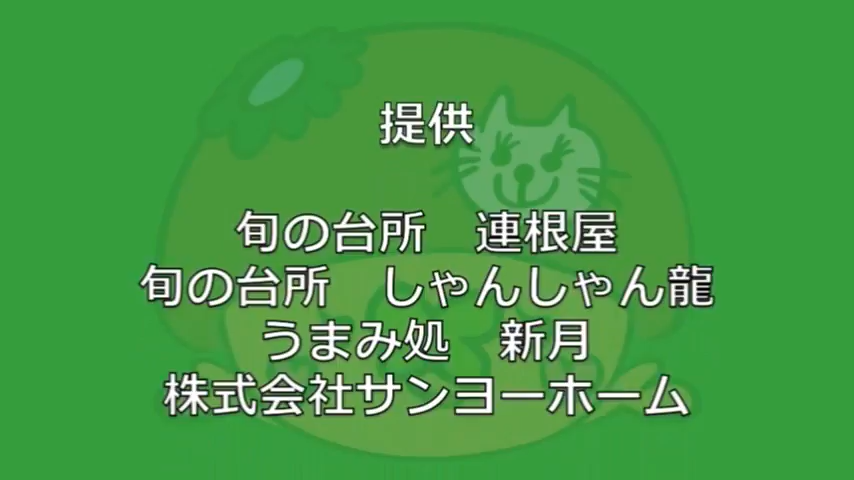 提供
旬の台所　連根屋
旬の台所　しゃんしゃん龍
うまみ処　新月
株式会社サンヨーホーム